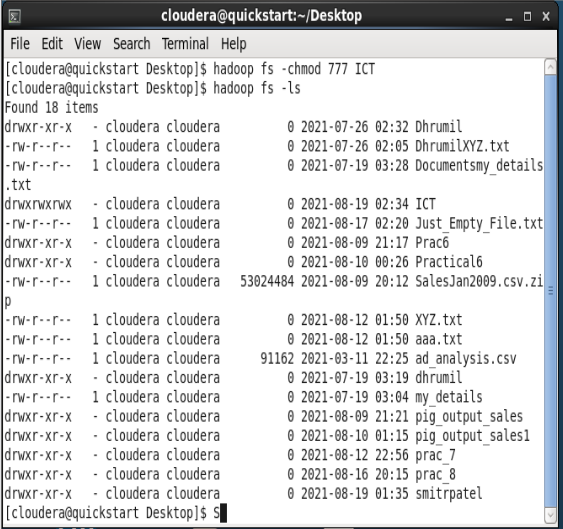 cloudera@quickstart:~/Desktop
File Edit View Search Terminal Help
[cloudera@quickstart Desktop]$ hadoop fs -chmod 777 ICT
[cloudera@quickstart Desktop]$ hadoop fs -ls
Found 18 items
drwxr-xr-x   - cloudera cloudera          0 2021-07-26 02:32 Dhrumil
-rw-r--r--   1 cloudera cloudera          0 2021-07-26 02:05 DhrumilXYZ.txt
-rw-r--r--   1 cloudera cloudera          0 2021-07-19 03:28 Documentsmy_details
.txt
drwxrwxrwx   - cloudera cloudera          0 2021-08-19 02:34 ICT
-rw-r--r--   1 cloudera cloudera          0 2021-08-17 02:20 Just_Empty_File.txt
drwxr-xr-x   - cloudera cloudera          0 2021-08-09 21:17 Prac6
drwxr-xr-x   - cloudera cloudera          0 2021-08-10 00:26 Practical6
-rw-r--r--   1 cloudera cloudera   53024484 2021-08-09 20:12 SalesJan2009.csv.zi
p
-rw-r--r--   1 cloudera cloudera          0 2021-08-12 01:50 XYZ.txt
-rw-r--r--   1 cloudera cloudera          0 2021-08-12 01:50 aaa.txt
-rw-r--r--   1 cloudera cloudera      91162 2021-03-11 22:25 ad_analysis.csv
drwxr-xr-x   - cloudera cloudera          0 2021-07-19 03:19 dhrumil
-rw-r--r--   1 cloudera cloudera          0 2021-07-19 03:04 my_details
drwxr-xr-x   - cloudera cloudera          0 2021-08-09 21:21 pig_output_sales
drwxr-xr-x   - cloudera cloudera          0 2021-08-10 01:15 pig_output_sales1
drwxr-xr-x   - cloudera cloudera          0 2021-08-12 22:56 prac_7
drwxr-xr-x   - cloudera cloudera          0 2021-08-16 20:15 prac_8
drwxr-xr-x   - cloudera cloudera          0 2021-08-19 01:35 smitrpatel
[cloudera@quickstart Desktop]$ S